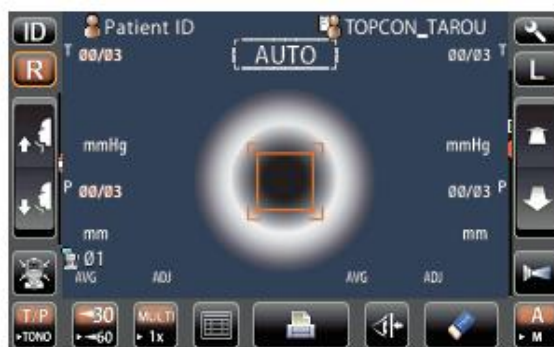 ID Patient ID TOPCON_TAROU
R T 00/03 AUTO 00/03 T L
mmHg mmHg
P 00/03 00/03 P
mm mm
01
AVG ADJ AVG ADJ
T/P 30 MULTI A
TONO 60 1x M